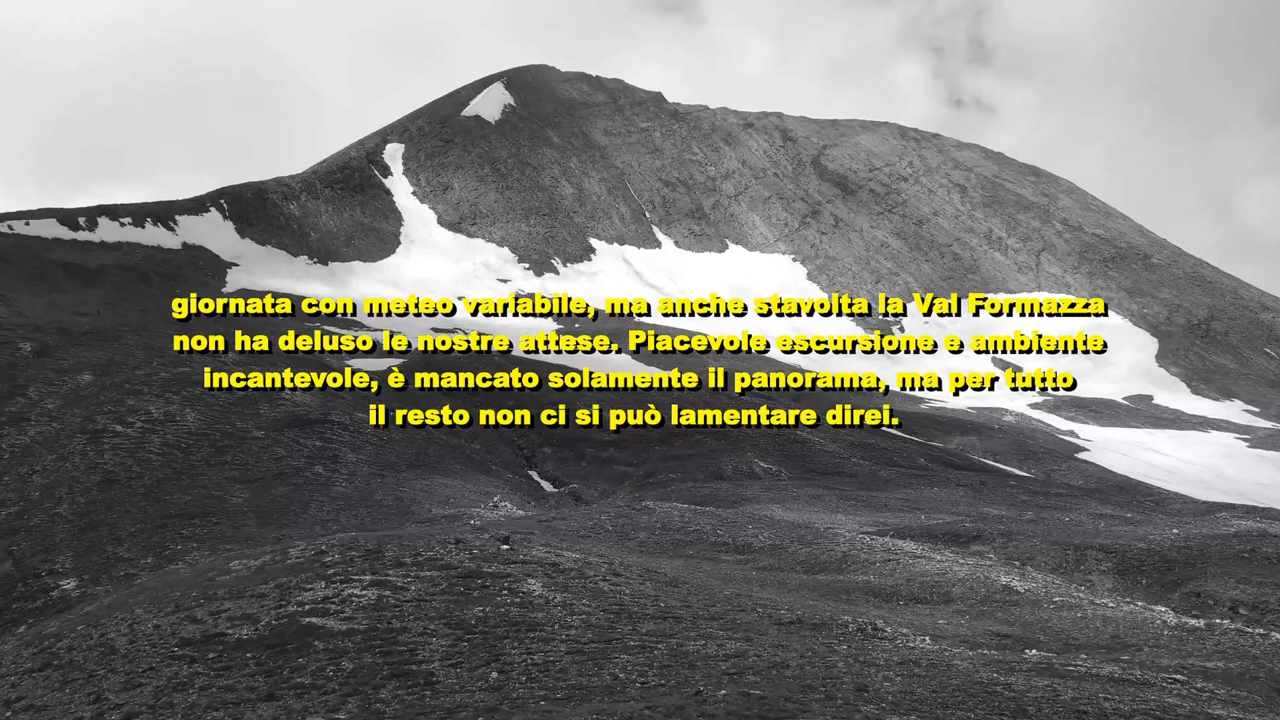 giornata con meteo variabile, ma anche stavolta la Val Formazza
non ha deluso le nostre attese. Piacevole escursione e ambiente
incantevole, è mancato solamente il panorama, ma per tutto
il resto non ci si può lamentare direi.